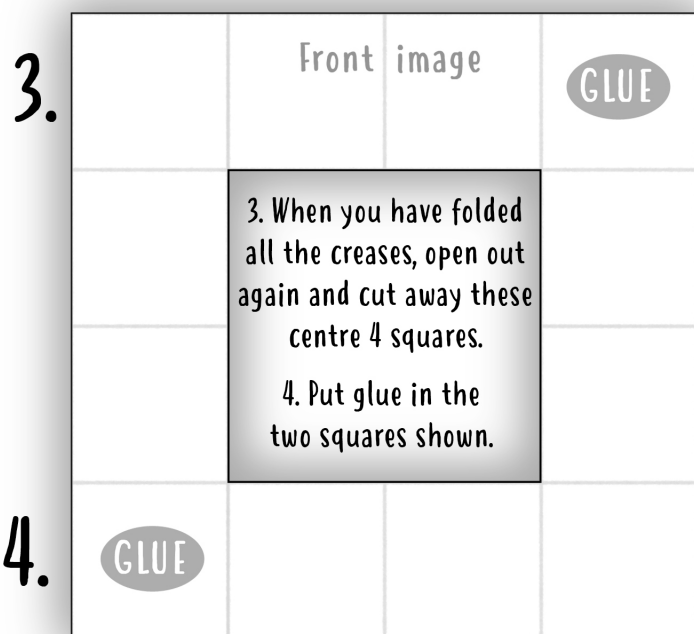 3.
Front image
GLUE
3. When you have folded
all the creases, open out
again and cut away these
centre 4 squares.
4. Put glue in the
two squares shown.
4.
GLUE